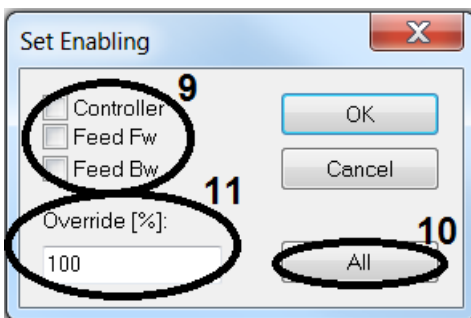 Set Enabling
X
Controller 9
Feed Fw
Feed Bw
OK
Cancel
11
Override [%]:
100
10
All